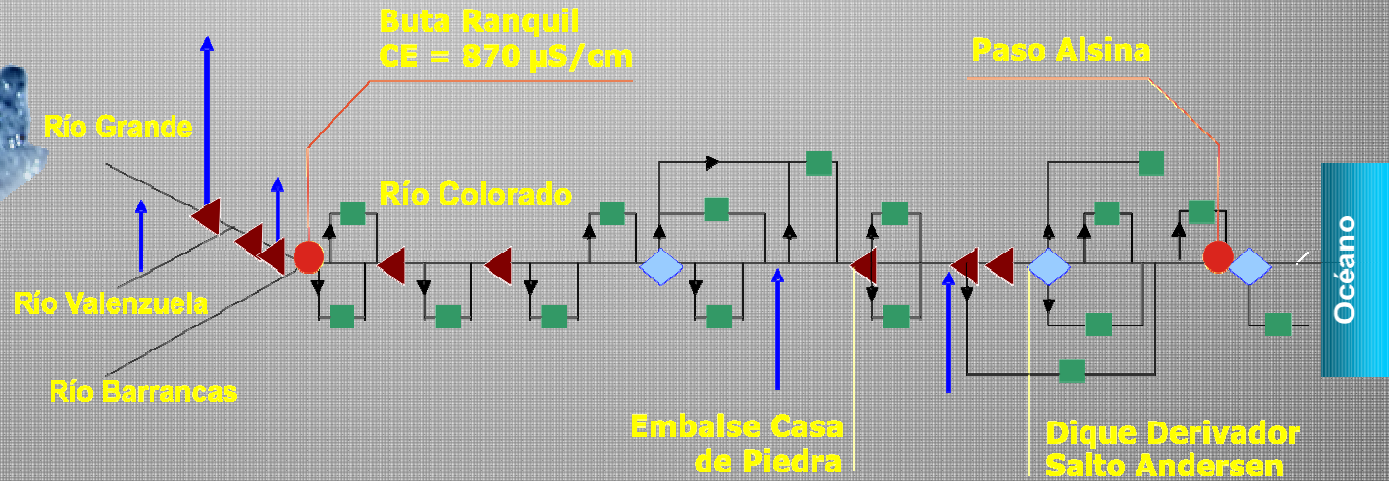 Buta Ranquil
CE = 870 µS/cm
Paso Alsina
Río Grande
Río Colorado
Río Valenzuela
Río Barrancas
Océano
Embalse Casa
de Piedra
Dique Derivador
Salto Andersen